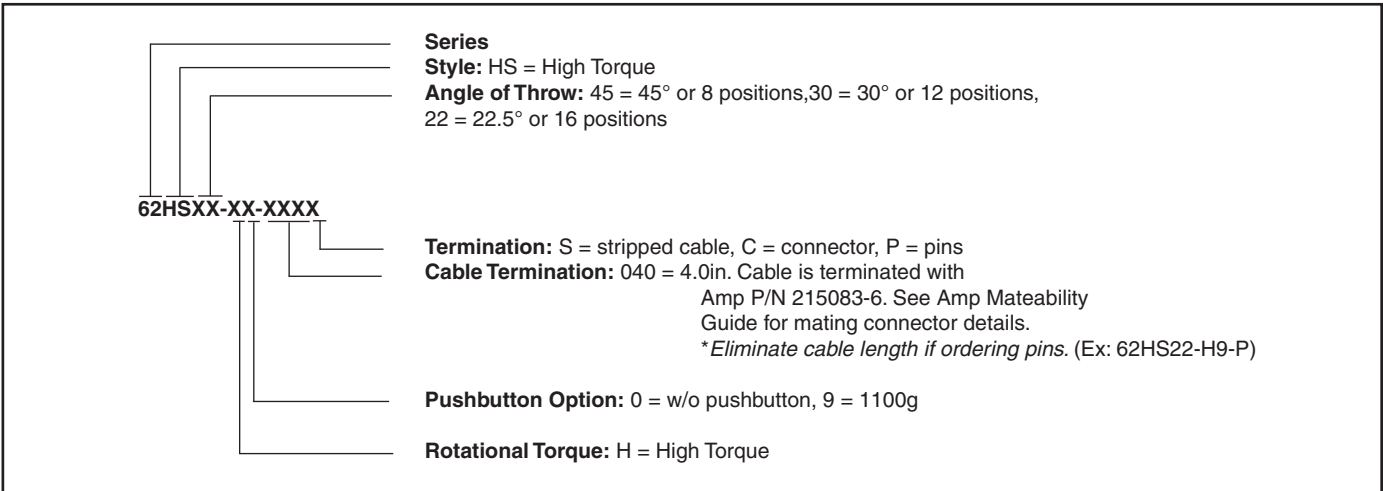 Series
Style: HS = High Torque
Angle of Throw: 45 = 45° or 8 positions,30 = 30° or 12 positions,
22 = 22.5° or 16 positions
62HSXX-XX-XXXX
Termination: S = stripped cable, C = connector, P = pins
Cable Termination: 040 = 4.0in. Cable is terminated with
Amp P/N 215083-6. See Amp Mateability
Guide for mating connector details.
*Eliminate cable length if ordering pins. (Ex: 62HS22-H9-P)
Pushbutton Option: 0 = w/o pushbutton, 9 = 1100g
Rotational Torque: H = High Torque